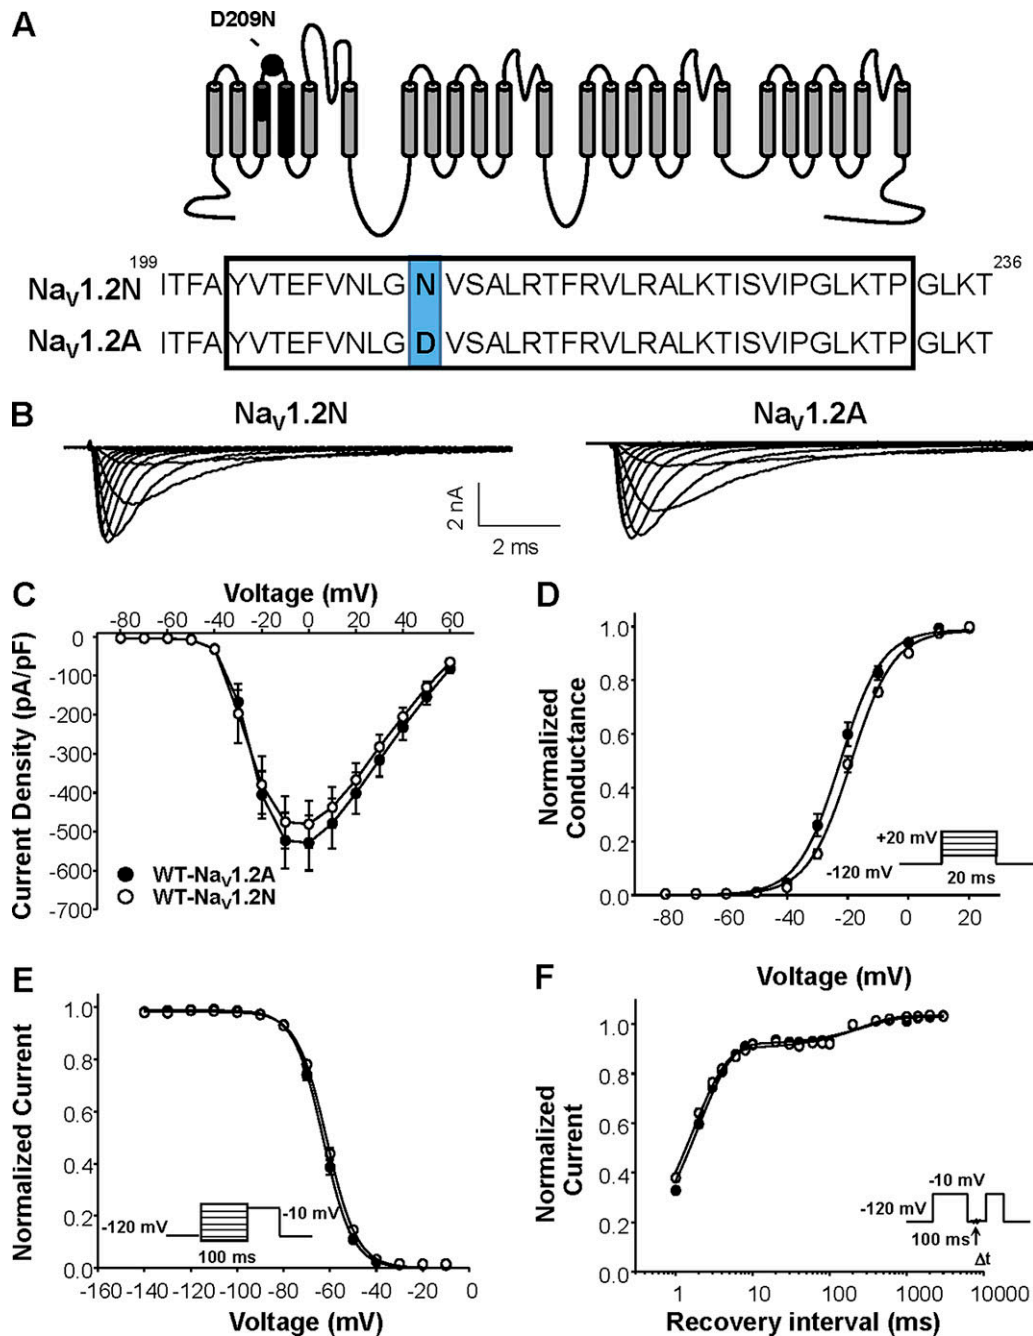 A
D209N
199
236
Nav1.2N ITFA YVTEFVNLG N VSALRTFRVLRALKTISVIPGLKTP GLKT
Nav1.2A ITFA YVTEFVNLG D VSALRTFRVLRALKTISVIPGLKTP GLKT
B
Nav1.2N
Nav1.2A
2 nA
2 ms
C
Voltage (mV)
-80 -60 -40 -20 0 20 40 60
Current Density (pA/pF)
0
-100
-200
-300
-400
-500
-600
-700
WT-Nav1.2A
WT-Nav1.2N
D
Normalized
Conductance
1.0
0.8
0.6
0.4
0.2
0.0
+20 mV
-120 mV
20 ms
-80 -60 -40 -20 0 20
Voltage (mV)
E
Normalized Current
1.0
0.8
0.6
0.4
0.2
0.0
-120 mV
-10 mV
100 ms
-160 -140 -120 -100 -80 -60 -40 -20 0
Voltage (mV)
F
Normalized
Current
1.0
0.8
0.6
0.4
0.2
0.0
-10 mV
-120 mV
100 ms
Δt
1 10 100 1000 10000
Recovery interval (ms)